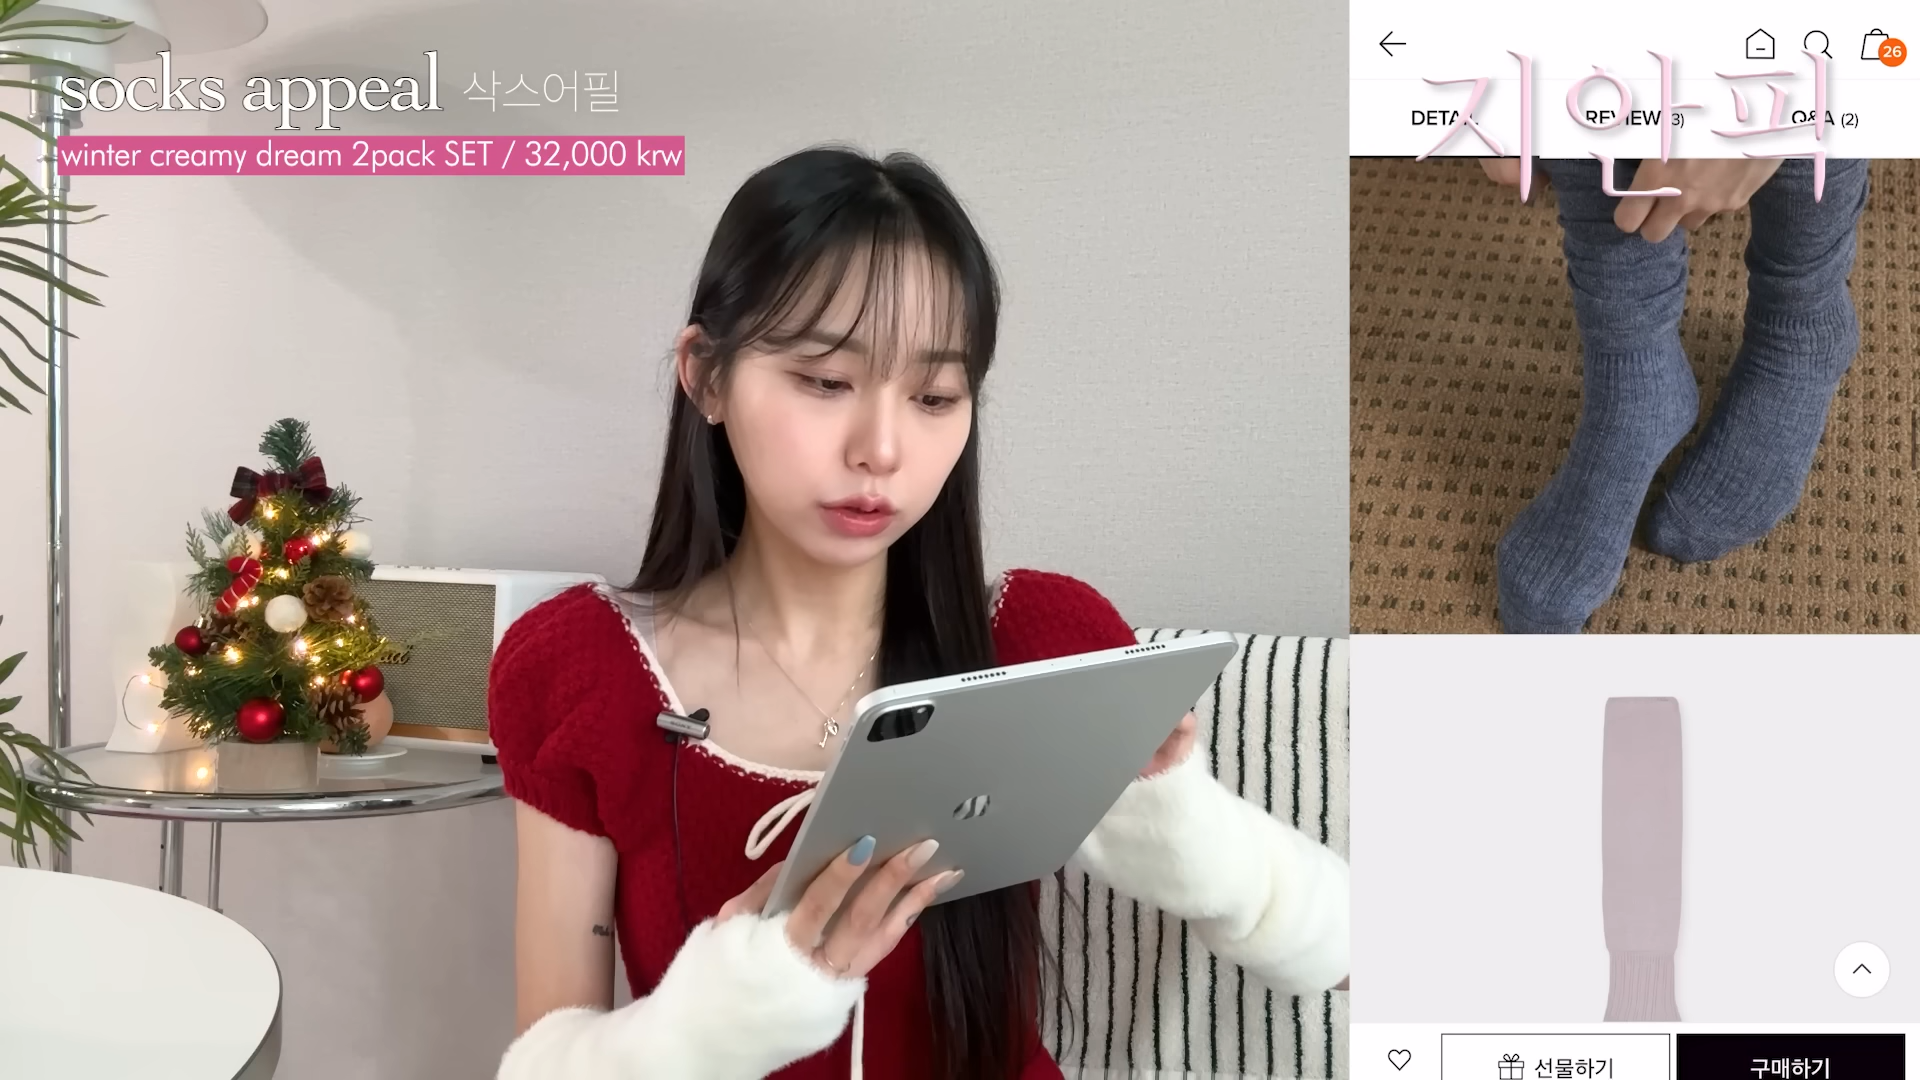 socks appeal 삭스어필
winter creamy dream 2pack SET / 32,000 krw
26
지안픽
REVIEW
Q&A (2)
선물하기
구매하기